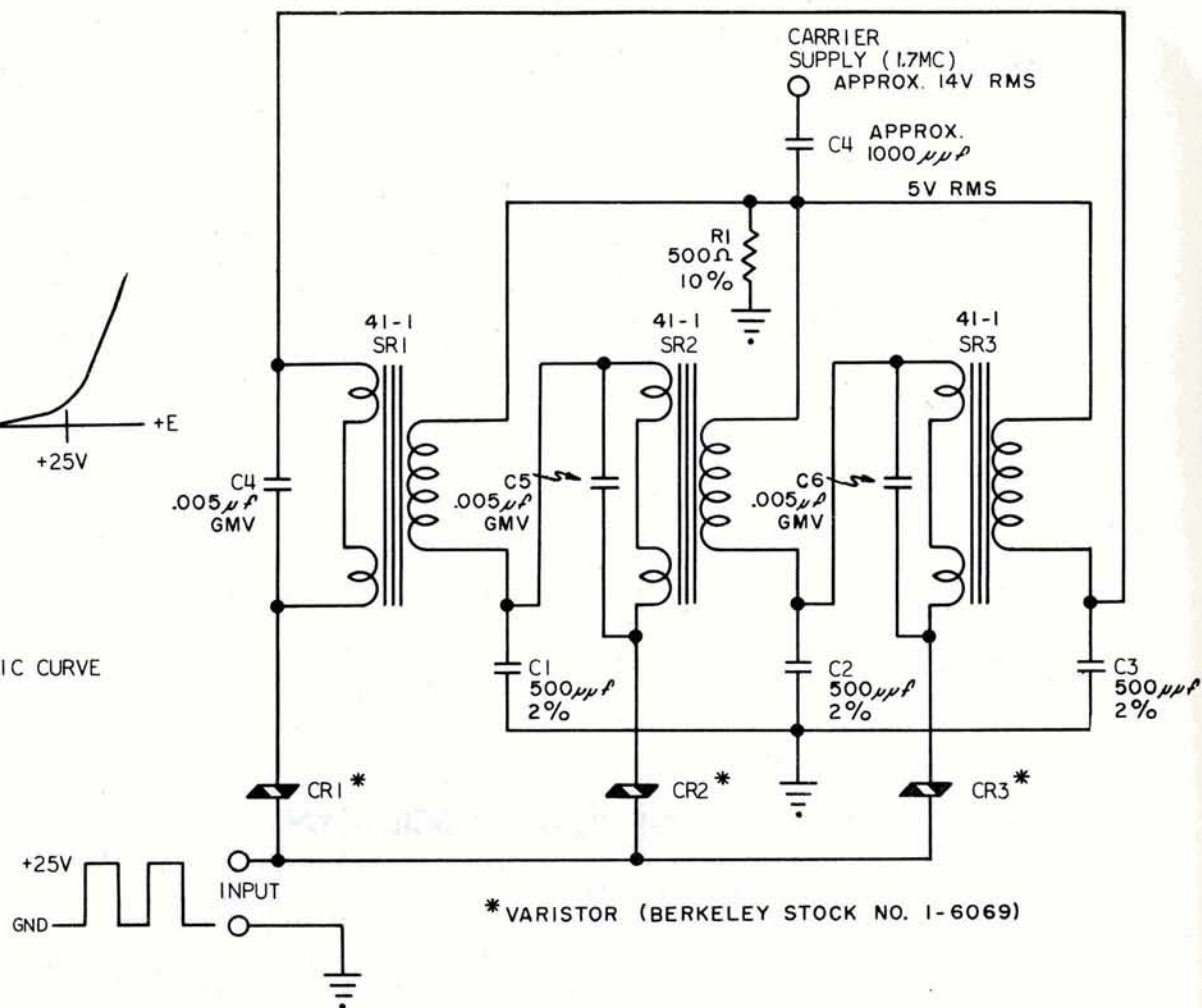 CARRIER
SUPPLY (1.7MC)
APPROX. 14V RMS
C4 APPROX.
1000 μμf
5V RMS
R1
500Ω
10%
41-1
SR1
41-1
SR2
41-1
SR3
+E
+25V
C4
.005μf
GMV
C5
.005μf
GMV
C6
.005μf
GMV
IC CURVE
C1
500μμf
2%
C2
500μμf
2%
C3
500μμf
2%
CR1*
CR2*
CR3*
+25V
GND
INPUT
*VARISTOR (BERKELEY STOCK NO. 1-6069)